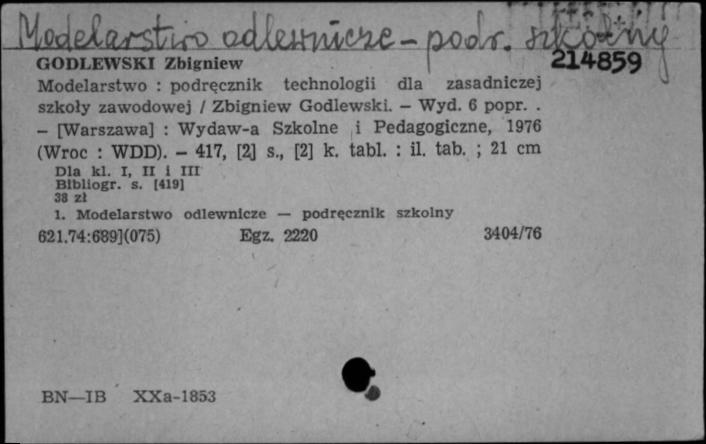 Modelarstwo odlewnicze - podr. szkolny
GODLEWSKI Zbigniew
214859
Modelarstwo : podręcznik technologii dla zasadniczej
szkoły zawodowej / Zbigniew Godlewski. — Wyd. 6 popr. .
— [Warszawa] : Wydaw-a Szkolne i Pedagogiczne, 1976
(Wroc : WDD). — 417, [2] s., [2] k. tabl. : il. tab. ; 21 cm
Dla kl. I, II i III
Bibliogr. s. [419]
38 zł
1. Modelarstwo odlewnicze — podręcznik szkolny
621.74:689](075) Egz. 2220 3404/76
BN—IB XXa-1853